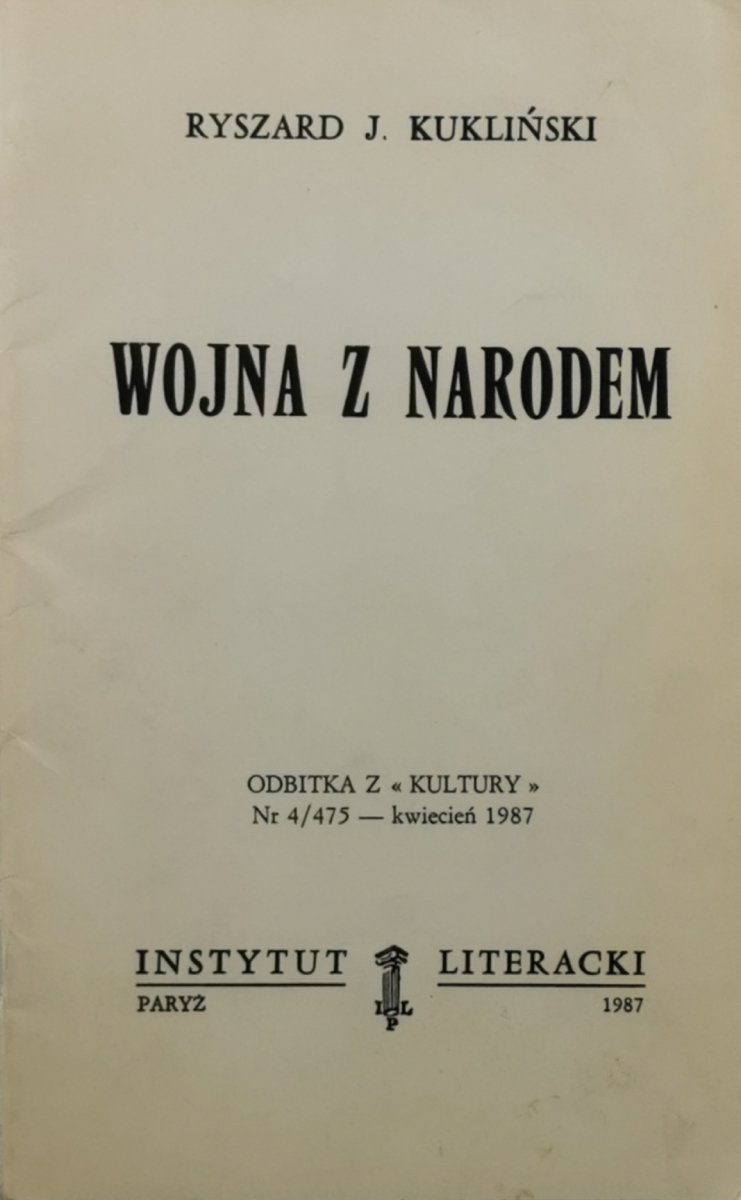 RYSZARD J. KUKLIŃSKI
WOJNA Z NARODEM
ODBITKA Z « KULTURY »
Nr 4/475 — kwiecień 1987
INSTYTUT LITERACKI
PARYŻ 1987
I L
P